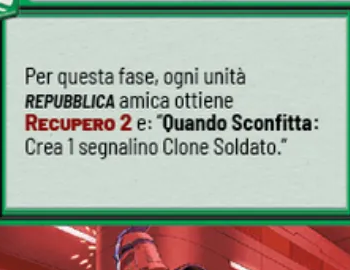 Per questa fase, ogni unità
REPUBBLICA amica ottiene
RECUPERO 2 e: "Quando Sconfitta:
Crea 1 segnalino Clone Soldato."